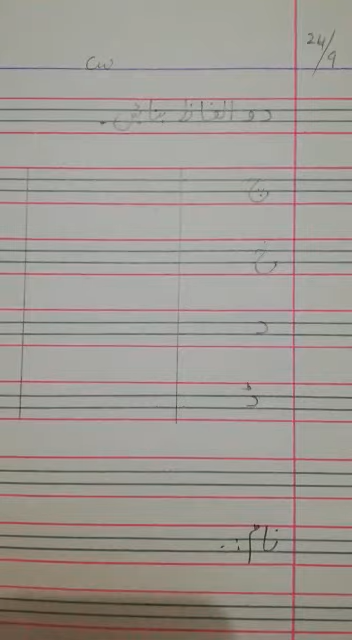 24/9
CW
دو الفاظ بنائیں ۔
چ
خ
د
ڈ
نام :.